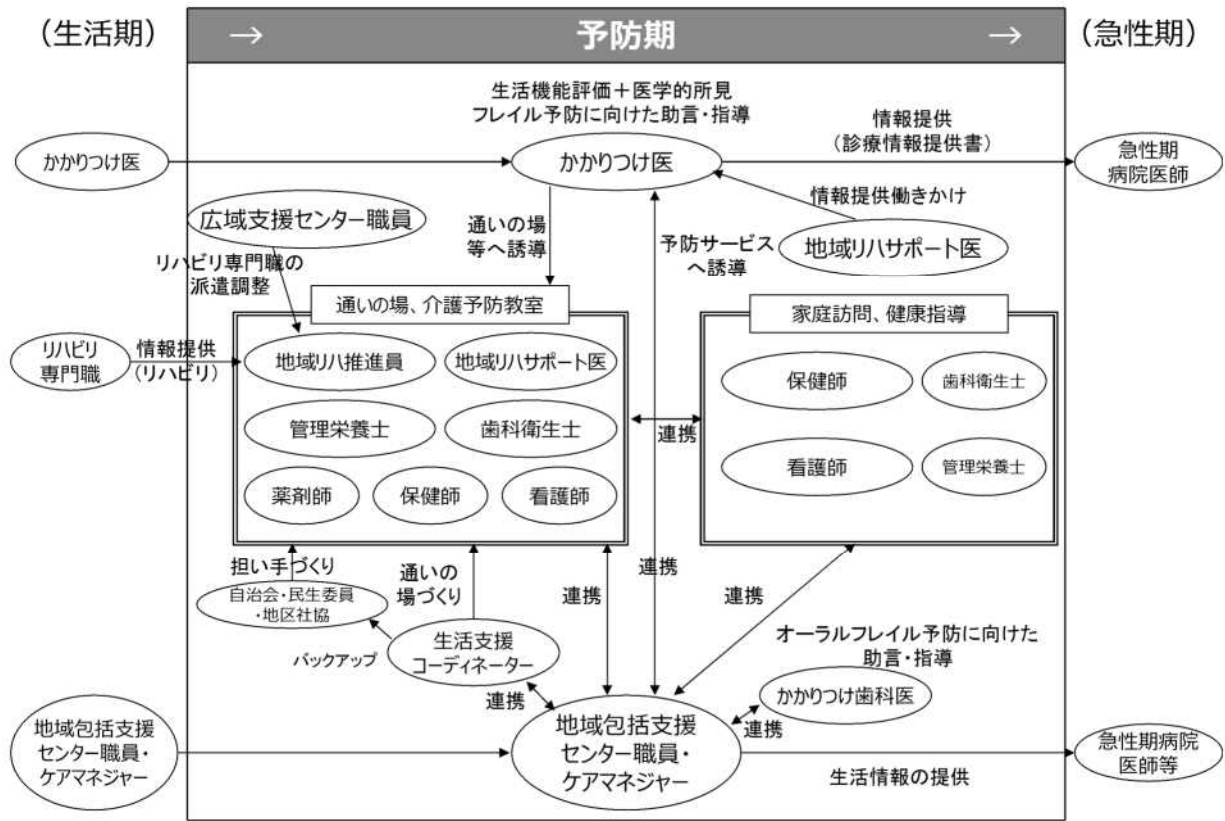 （生活期）
→ 予防期 →
（急性期）
生活機能評価＋医学的所見
フレイル予防に向けた助言・指導
情報提供
（診療情報提供書）
かかりつけ医
かかりつけ医
急性期
病院医師
情報提供働きかけ
広域支援センター職員
通いの場
等へ誘導
予防サービス
へ誘導
地域リハサポート医
リハビリ専門職の
派遣調整
通いの場、介護予防教室
家庭訪問、健康指導
リハビリ
専門職
情報提供
（リハビリ）
地域リハ推進員
地域リハサポート医
管理栄養士
歯科衛生士
薬剤師
保健師
看護師
連携
保健師
歯科衛生士
看護師
管理栄養士
担い手づくり
通いの
場づくり
連携
連携
連携
自治会・民生委員
・地区社協
バックアップ
生活支援
コーディネーター
連携
オーラルフレイル予防に向けた
助言・指導
かかりつけ歯科医
連携
地域包括支援
センター職員・
ケアマネジャー
地域包括支援
センター職員・
ケアマネジャー
生活情報の提供
急性期病院
医師等